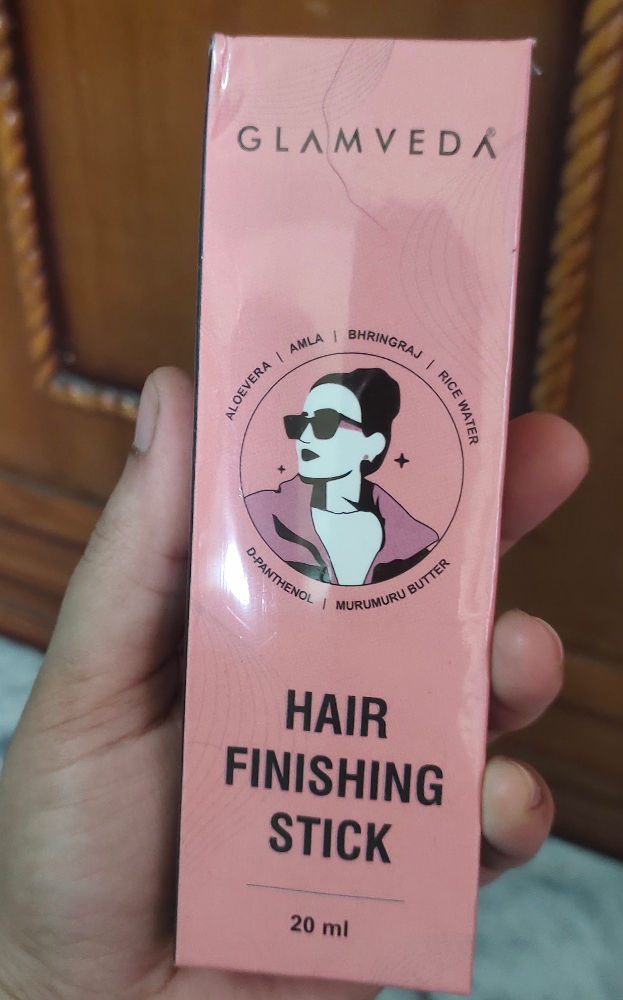 GLAMVEDA®
ALOEVERA | AMLA | BHRINGRAJ | RICE WATER
D-PANTHENOL | MURUMURU BUTTER
HAIR
FINISHING
STICK
20 ml